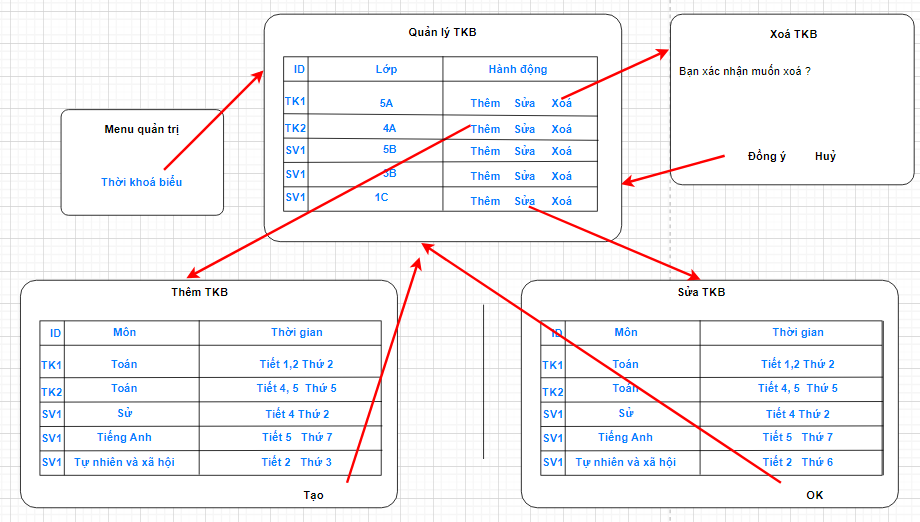 Quản lý TKB
ID Lớp Hành động
TK1 5A Thêm Sửa Xoá
TK2 4A Thêm Sửa Xoá
SV1 5B Thêm Sửa Xoá
SV1 3B Thêm Sửa Xoá
SV1 1C Thêm Sửa Xoá
Xoá TKB
Bạn xác nhận muốn xoá ?
Đồng ý Huỷ
Menu quản trị
Thời khoá biểu
Thêm TKB
ID Môn Thời gian
TK1 Toán Tiết 1,2 Thứ 2
TK2 Toán Tiết 4, 5 Thứ 5
SV1 Sử Tiết 4 Thứ 2
SV1 Tiếng Anh Tiết 5 Thứ 7
SV1 Tự nhiên và xã hội Tiết 2 Thứ 3
Tạo
Sửa TKB
ID Môn Thời gian
TK1 Toán Tiết 1,2 Thứ 2
TK2 Toán Tiết 4, 5 Thứ 5
SV1 Sử Tiết 4 Thứ 2
SV1 Tiếng Anh Tiết 5 Thứ 7
SV1 Tự nhiên và xã hội Tiết 2 Thứ 6
OK